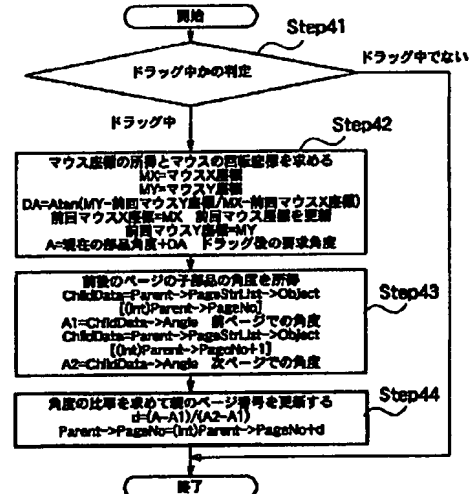 開始
Step41
ドラッグ中かの判定
ドラッグ中でない
ドラッグ中
Step42
マウス座標の所得とマウスの回転座標を求める
MX=マウスX座標
MY=マウスY座標
DA=Atan(MY-前回マウスY座標/MX-前回マウスX座標)
前回マウスX座標=MX 前回マウス座標を更新
前回マウスY座標=MY
A=現在の部品角度+DA ドラッグ後の要求角度
Step43
前後のページの子部品の角度を所得
ChildData=Parent->PageStrList->Object
[(Int)Parent->PageNo]
A1=ChildData->Angle 前ページでの角度
ChildData=Parent->PageStrList->Object
[(Int)Parent->PageNo+1]
A2=ChildData->Angle 次ページでの角度
Step44
角度の比率を求めて親のページ番号を更新する
d=(A-A1)/(A2-A1)
Parent->PageNo=(Int)Parent->PageNo+d
終了